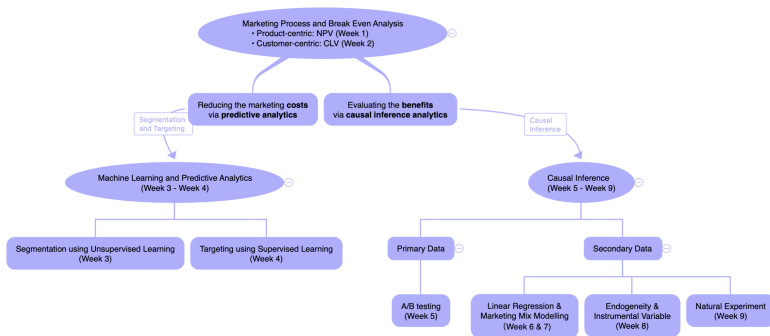 Marketing Process and Break Even Analysis
• Product-centric: NPV (Week 1)
• Customer-centric: CLV (Week 2)
Reducing the marketing costs
via predictive analytics
Evaluating the benefits
via causal inference analytics
Segmentation
and Targeting
Causal
Inference
Machine Learning and Predictive Analytics
(Week 3 - Week 4)
Causal Inference
(Week 5 - Week 9)
Segmentation using Unsupervised Learning
(Week 3)
Targeting using Supervised Learning
(Week 4)
Primary Data
Secondary Data
A/B testing
(Week 5)
Linear Regression &
Marketing Mix Modelling
(Week 6 & 7)
Endogeneity &
Instrumental Variable
(Week 8)
Natural Experiment
(Week 9)